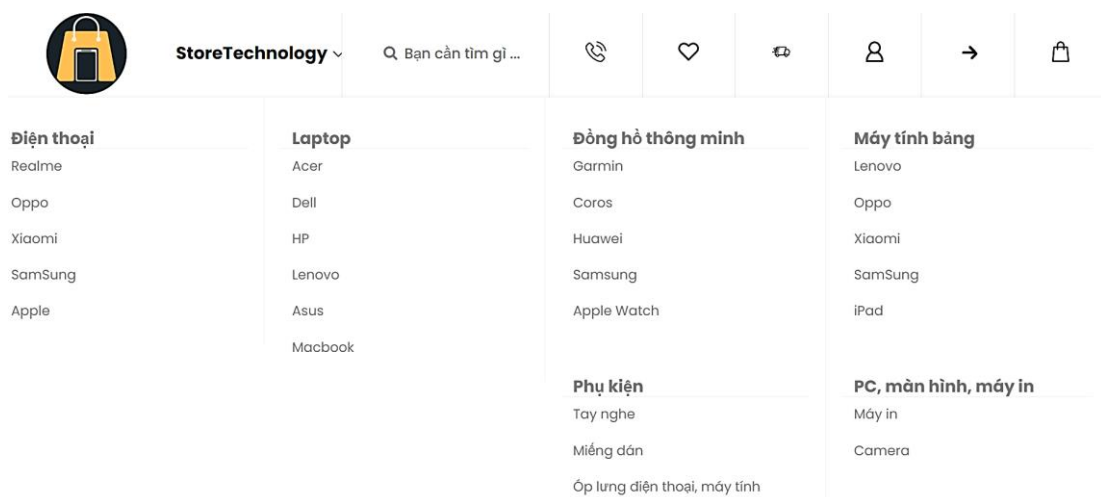 StoreTechnology
Bạn cần tìm gì ...
Điện thoại
Realme
Oppo
Xiaomi
SamSung
Apple
Laptop
Acer
Dell
HP
Lenovo
Asus
Macbook
Đồng hồ thông minh
Garmin
Coros
Huawei
Samsung
Apple Watch
Phụ kiện
Tay nghe
Miếng dán
Óp lưng điện thoại, máy tính
Máy tính bảng
Lenovo
Oppo
Xiaomi
SamSung
iPad
PC, màn hình, máy in
Máy in
Camera